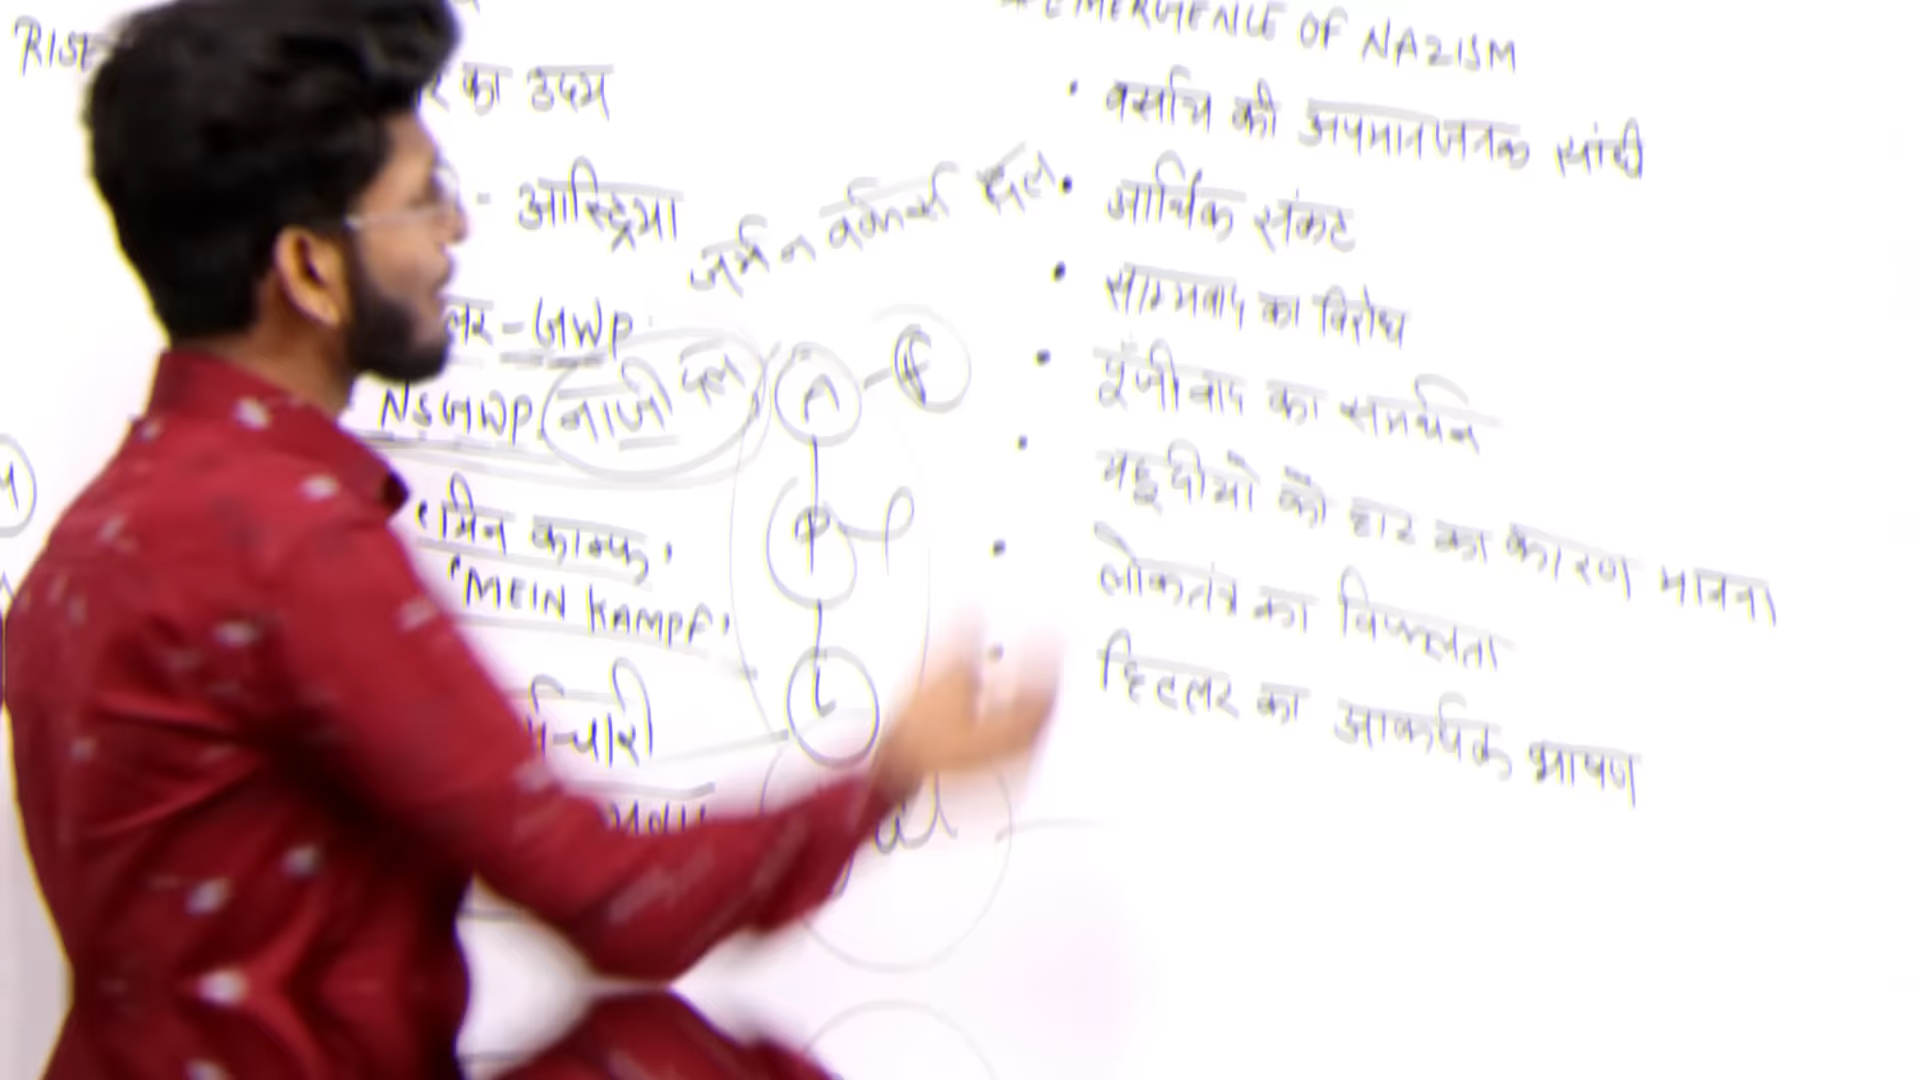 RISE
का उदय
- आस्ट्रिया
जर्मन वर्कर्स दल
लर - GWP
NSGWP. नाजी दल
'मिन काम्फ'
'MEIN KAMPF'
चारी
A - F
P
L
EMERGENCE OF NAZISM
• वर्साय की अपमानजनक संधी
• आर्थिक संकट
• साम्यवाद का विरोध
• पूंजीवाद का समर्थन
• यहूदीयो को हार का कारण मानना
• लोकतंत्र का विफलता
• हिटलर का आकर्षक भाषण